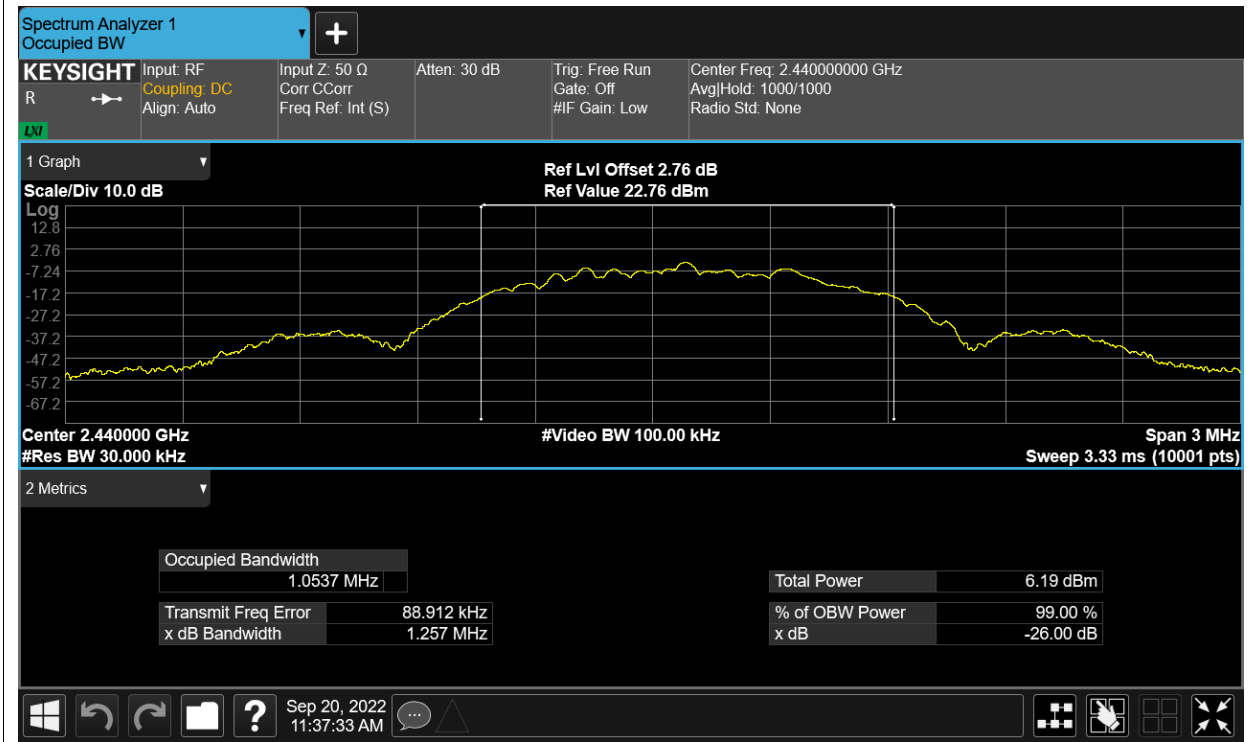 Spectrum Analyzer 1
Occupied BW
KEYSIGHT
R
LXI
Input: RF
Coupling: DC
Align: Auto
Input Z: 50 Ω
Corr CCorr
Freq Ref: Int (S)
Atten: 30 dB
Trig: Free Run
Gate: Off
#IF Gain: Low
Center Freq: 2.440000000 GHz
Avg|Hold: 1000/1000
Radio Std: None
1 Graph
Scale/Div 10.0 dB
Ref Lvl Offset 2.76 dB
Ref Value 22.76 dBm
Log
12.8
2.76
-7.24
-17.2
-27.2
-37.2
-47.2
-57.2
-67.2
Center 2.440000 GHz
#Video BW 100.00 kHz
Span 3 MHz
#Res BW 30.000 kHz
Sweep 3.33 ms (10001 pts)
2 Metrics
Occupied Bandwidth
1.0537 MHz
Total Power 6.19 dBm
Transmit Freq Error 88.912 kHz
% of OBW Power 99.00 %
x dB Bandwidth 1.257 MHz
x dB -26.00 dB
?
Sep 20, 2022
11:37:33 AM